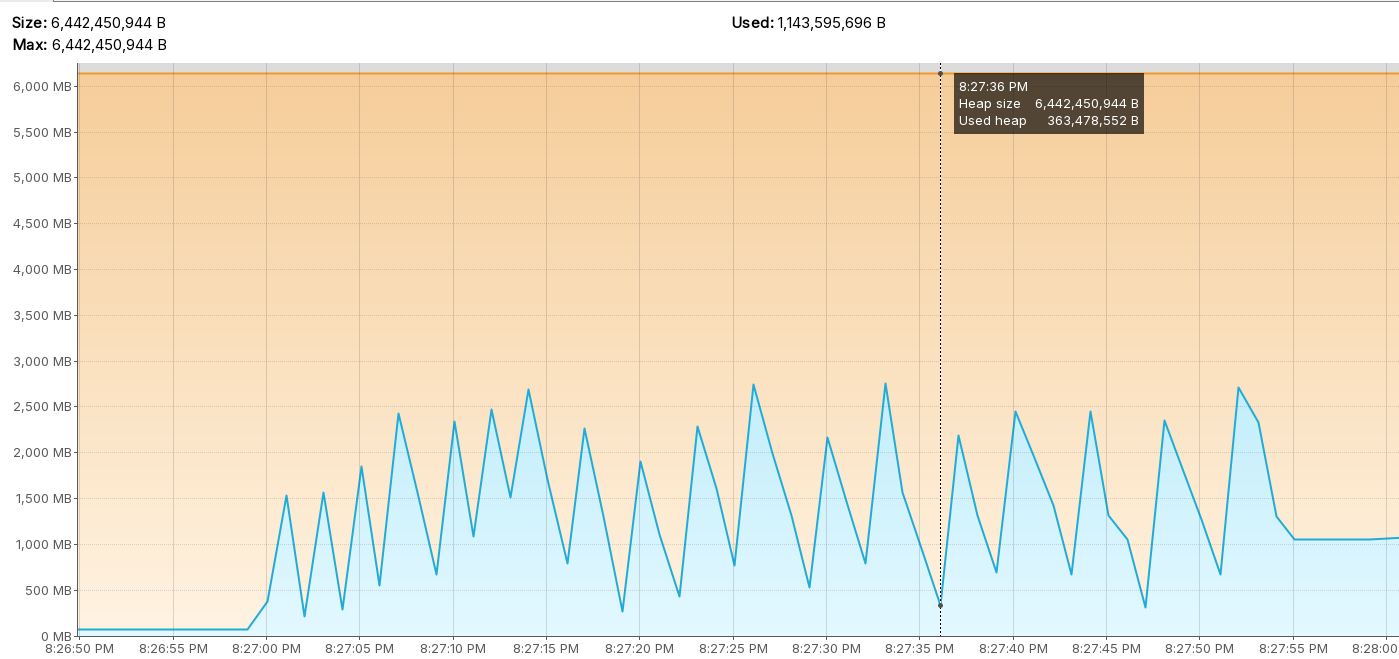 Size: 6,442,450,944 B
Used: 1,143,595,696 B
Max: 6,442,450,944 B
6,000 MB
5,500 MB
5,000 MB
4,500 MB
4,000 MB
3,500 MB
3,000 MB
2,500 MB
2,000 MB
1,500 MB
1,000 MB
500 MB
0 MB
8:27:36 PM
Heap size 6,442,450,944 B
Used heap 363,478,552 B
8:26:50 PM 8:26:55 PM 8:27:00 PM 8:27:05 PM 8:27:10 PM 8:27:15 PM 8:27:20 PM 8:27:25 PM 8:27:30 PM 8:27:35 PM 8:27:40 PM 8:27:45 PM 8:27:50 PM 8:27:55 PM 8:28:00